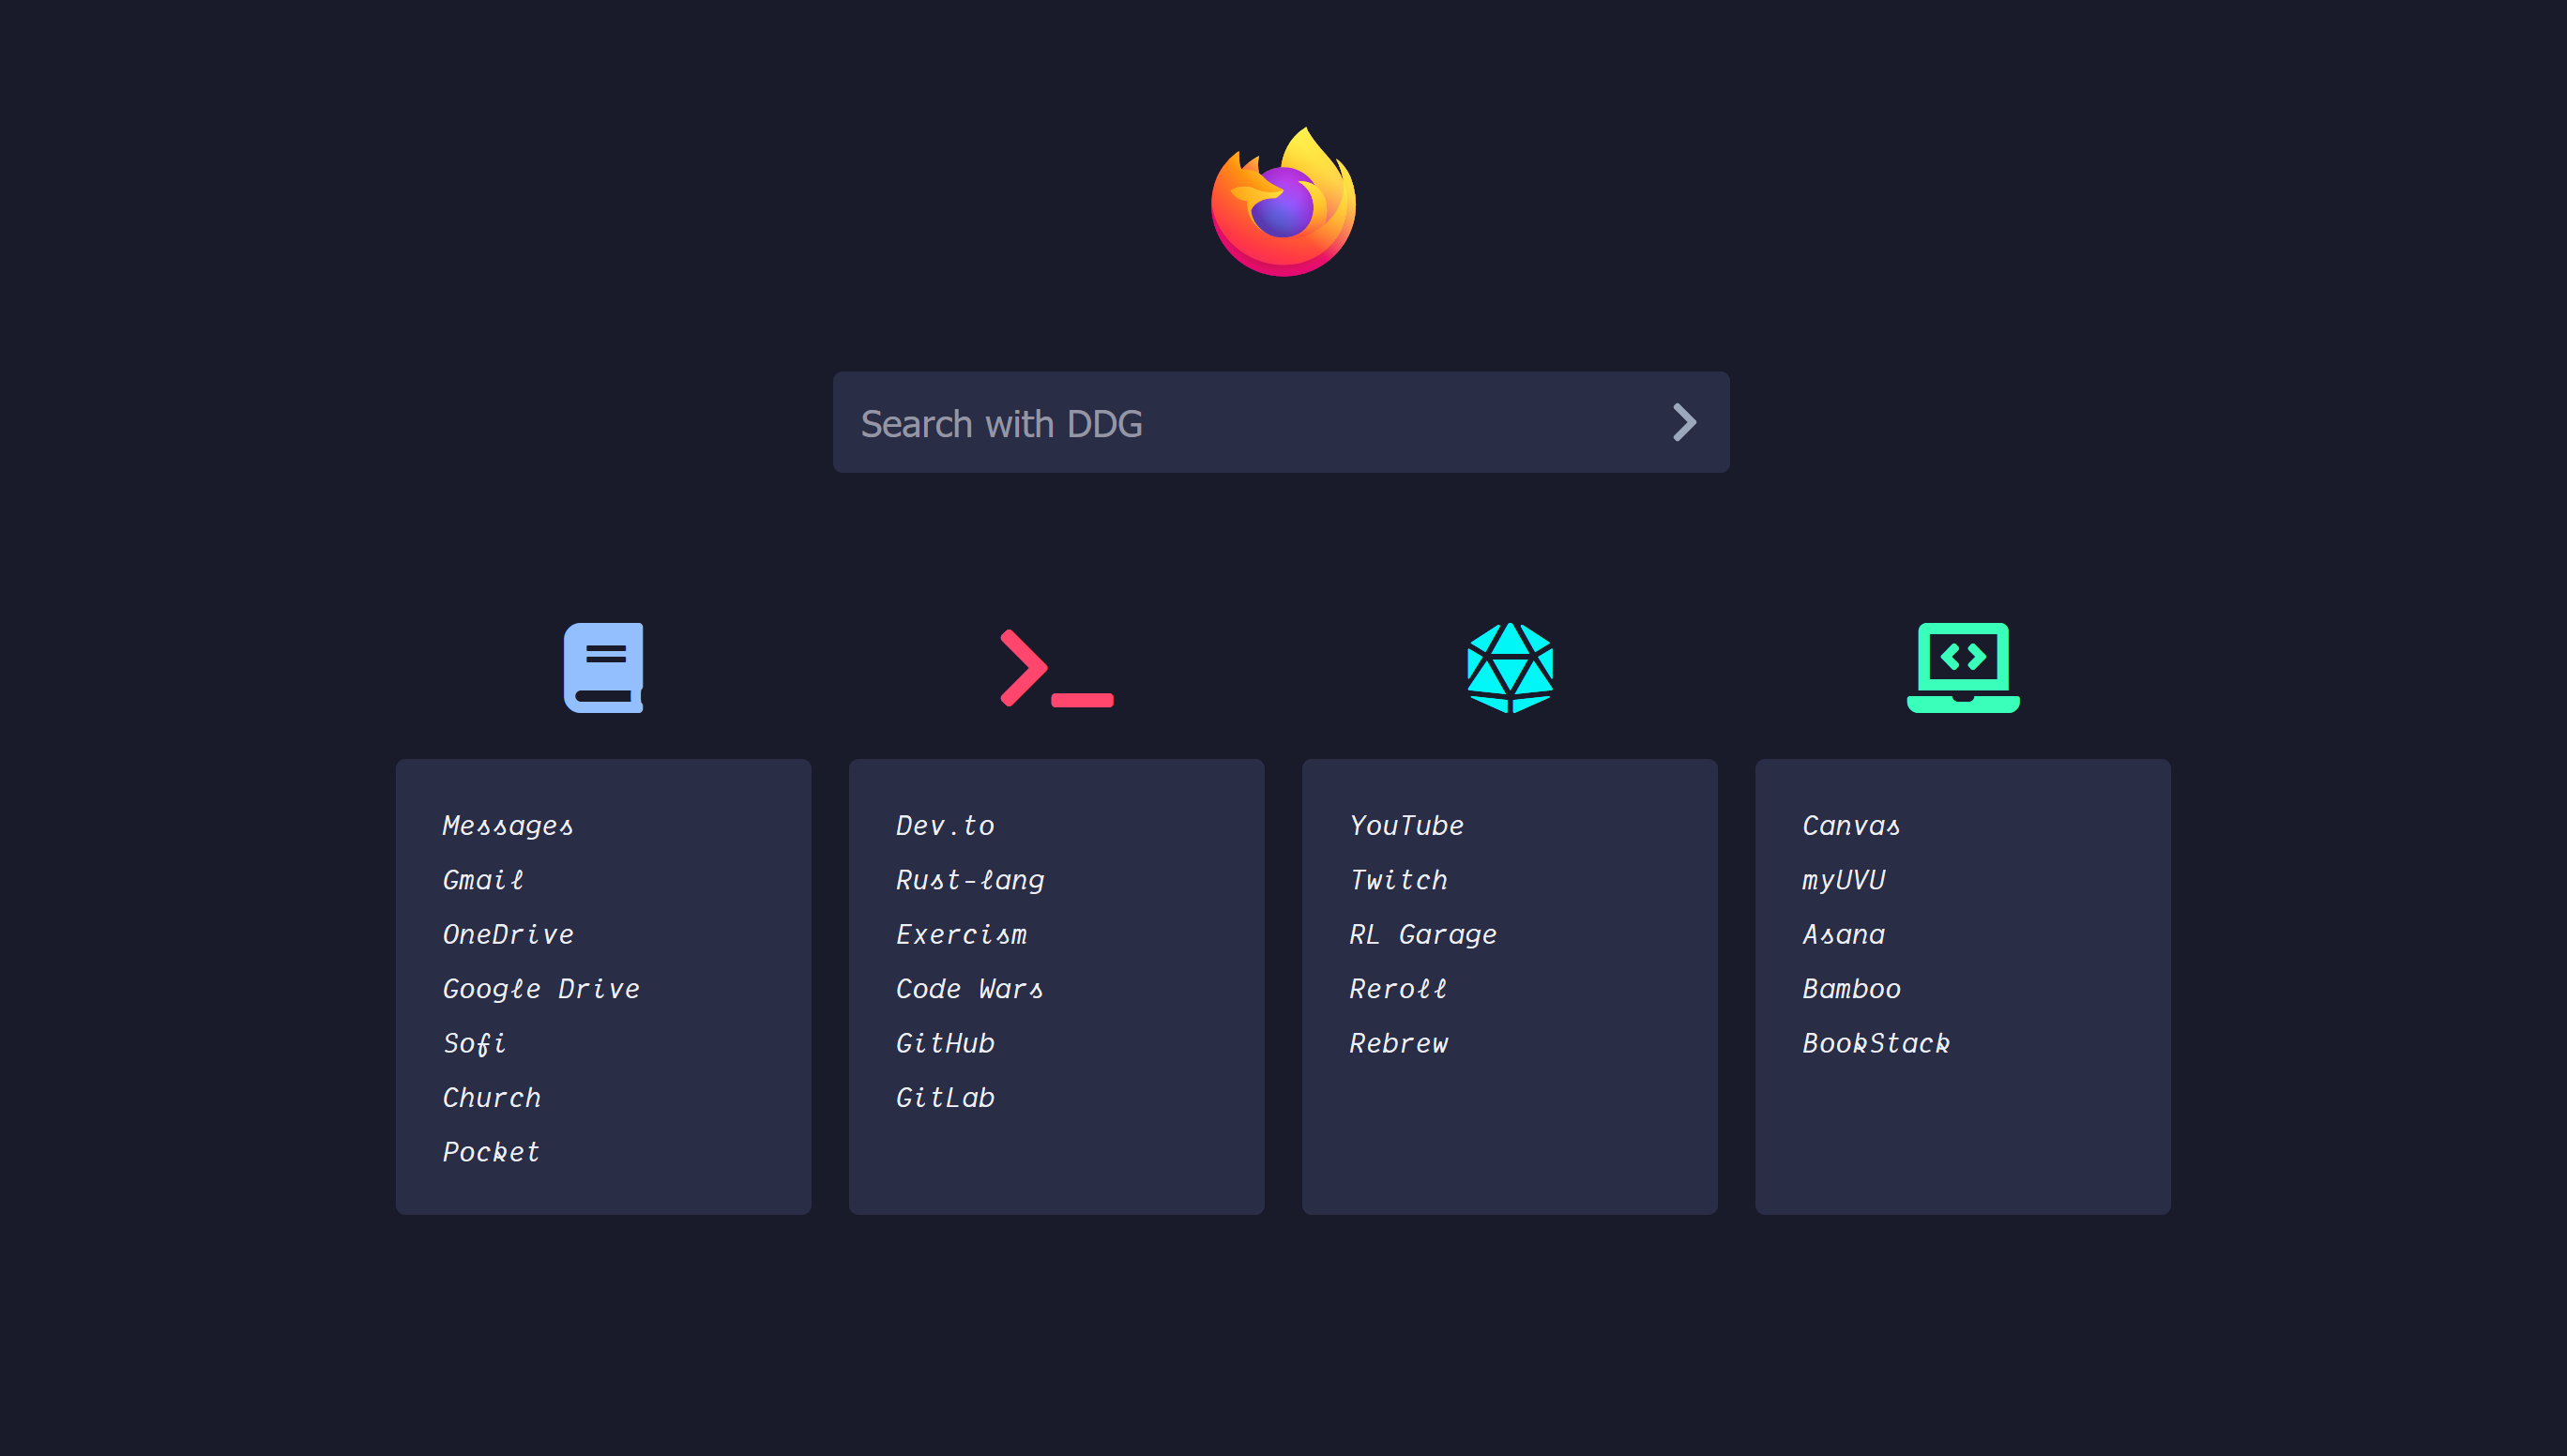 Search with DDG
Messages
Gmail
OneDrive
Google Drive
Sofi
Church
Pocket
Dev.to
Rust-lang
Exercism
Code Wars
GitHub
GitLab
YouTube
Twitch
RL Garage
Reroll
Rebrew
Canvas
myUVU
Asana
Bamboo
BookStack